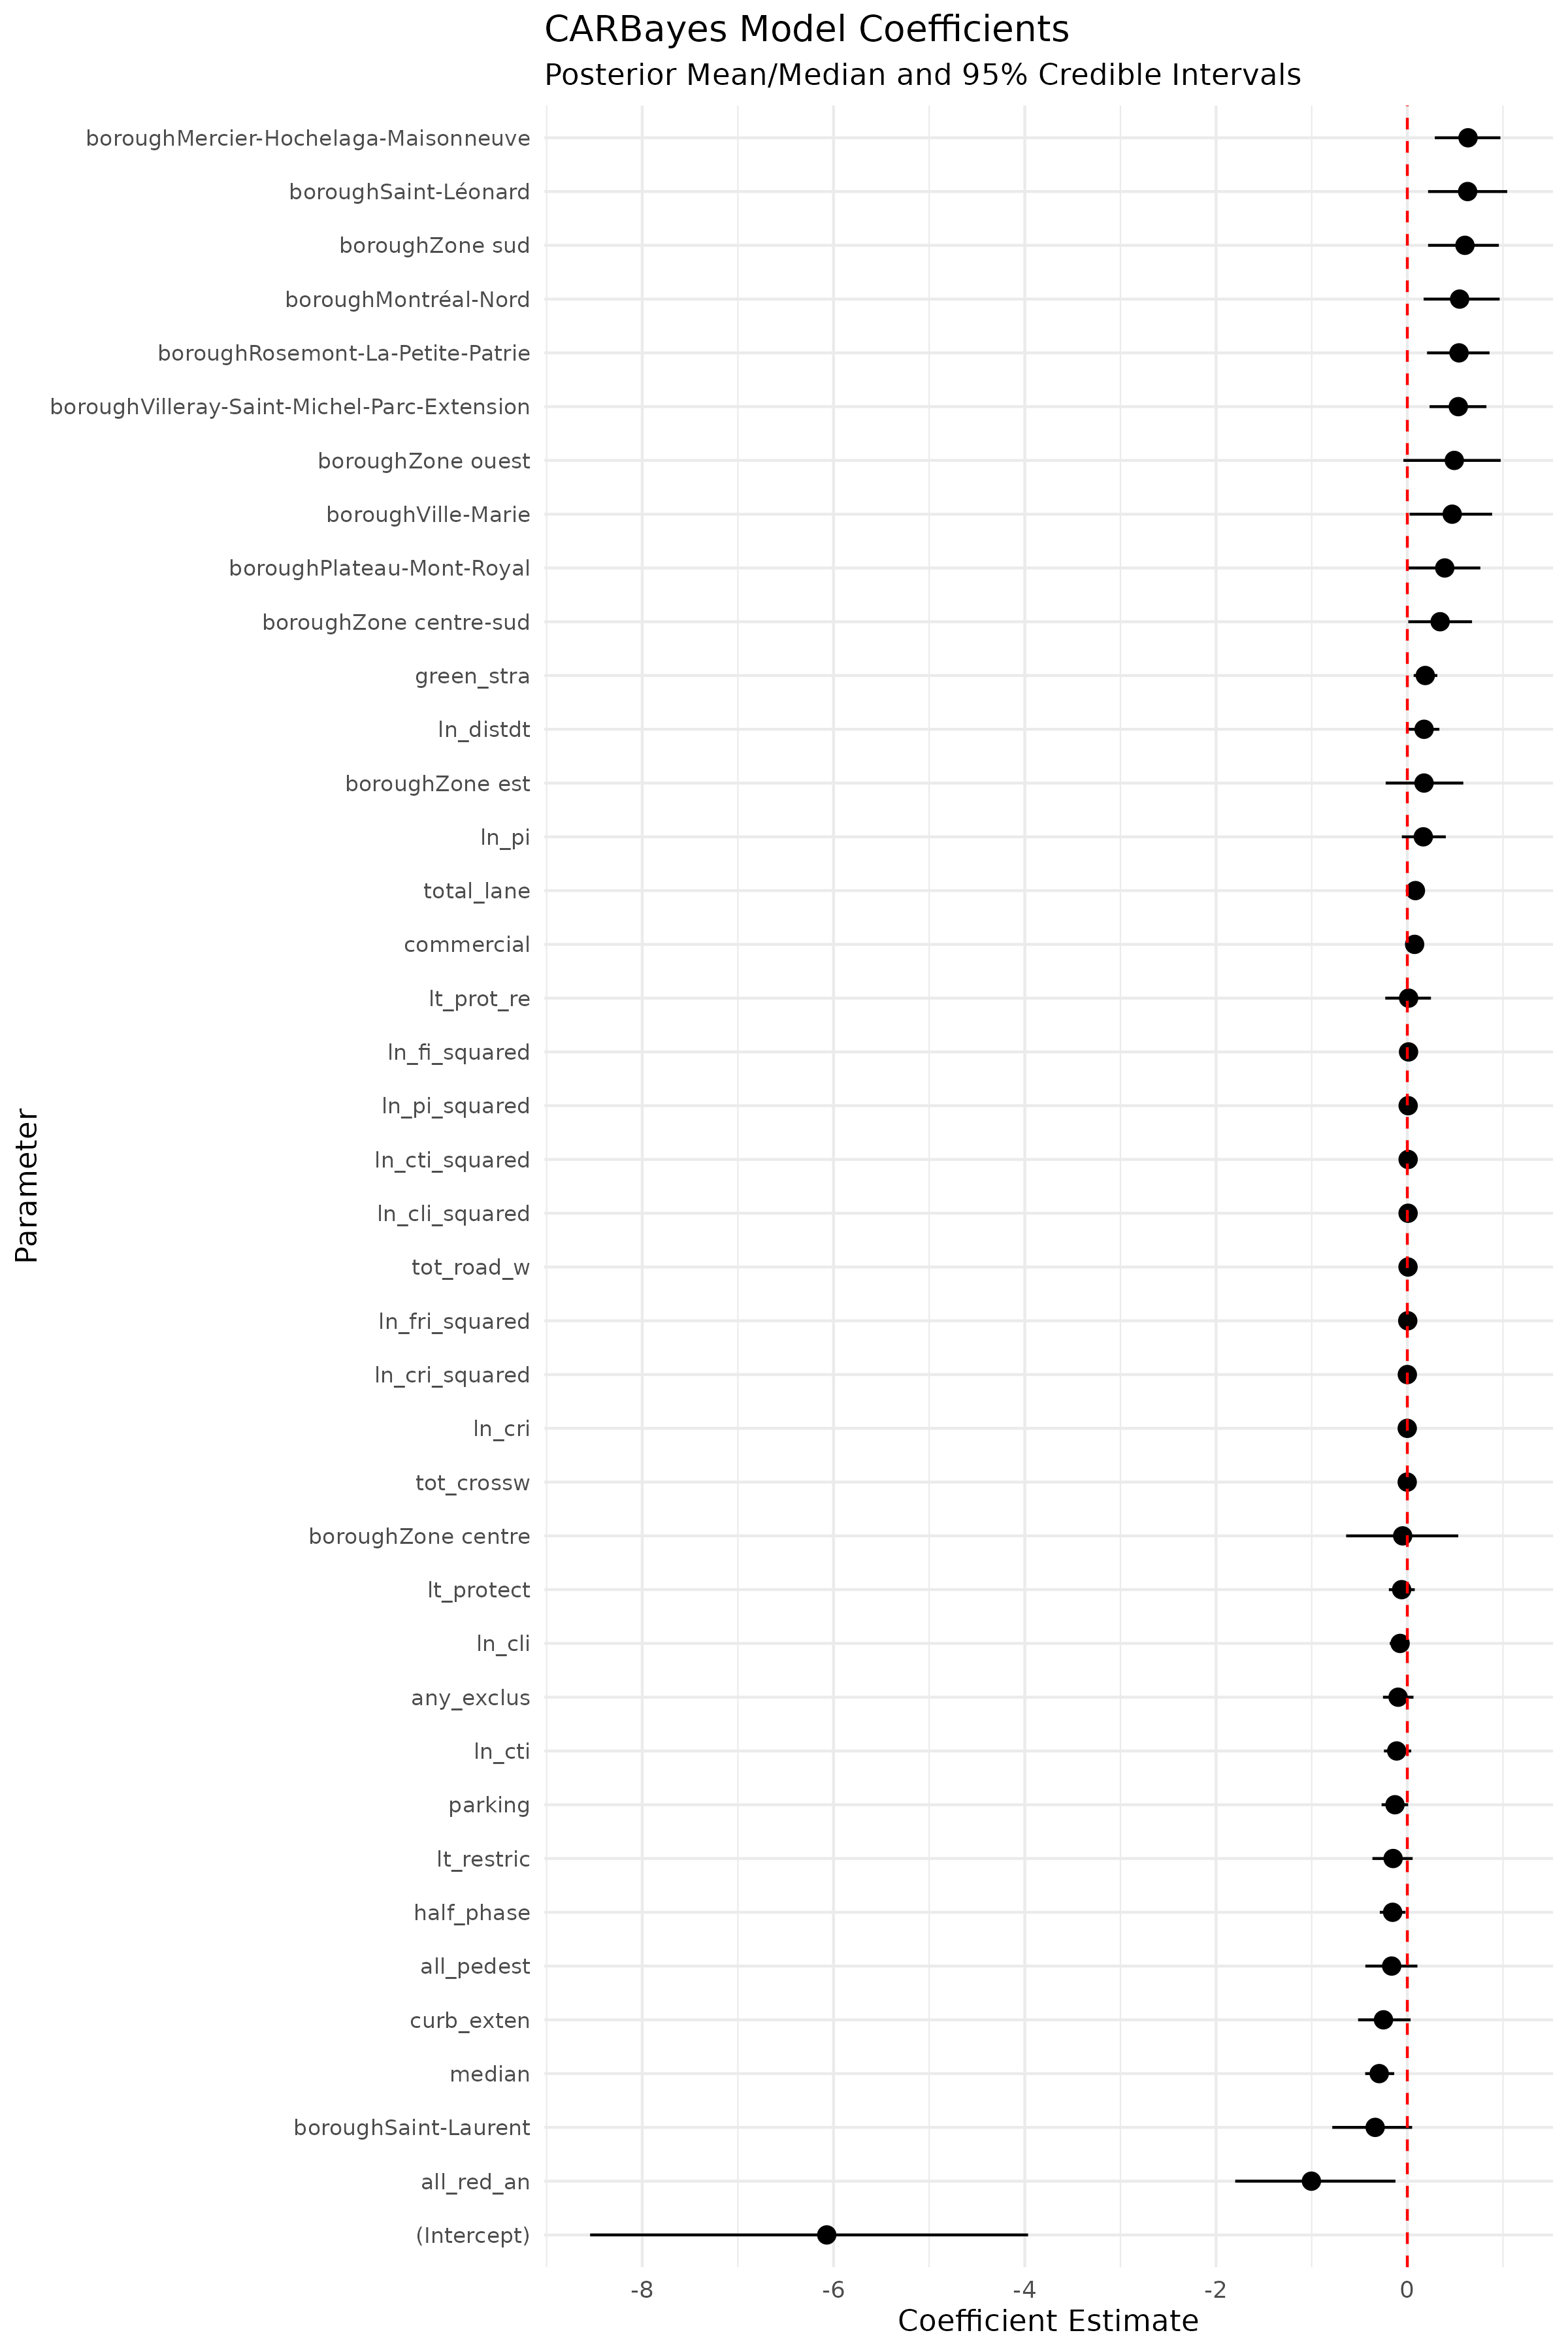 CARBayes Model Coefficients
Posterior Mean/Median and 95% Credible Intervals
boroughMercier-Hochelaga-Maisonneuve
boroughSaint-Léonard
boroughZone sud
boroughMontréal-Nord
boroughRosemont-La-Petite-Patrie
boroughVilleray-Saint-Michel-Parc-Extension
boroughZone ouest
boroughVille-Marie
boroughPlateau-Mont-Royal
boroughZone centre-sud
green_stra
ln_distdt
boroughZone est
ln_pi
total_lane
commercial
lt_prot_re
ln_fi_squared
ln_pi_squared
ln_cti_squared
ln_cli_squared
tot_road_w
ln_fri_squared
ln_cri_squared
ln_cri
tot_crossw
boroughZone centre
lt_protect
ln_cli
any_exclus
ln_cti
parking
lt_restric
half_phase
all_pedest
curb_exten
median
boroughSaint-Laurent
all_red_an
(Intercept)
Parameter
-8 -6 -4 -2 0
Coefficient Estimate